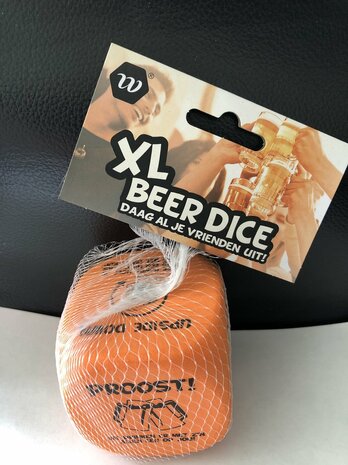 W®
XL
BEER DICE
DAAG AL JE VRIENDEN UIT!
UPSIDE DOWN
PROOST!